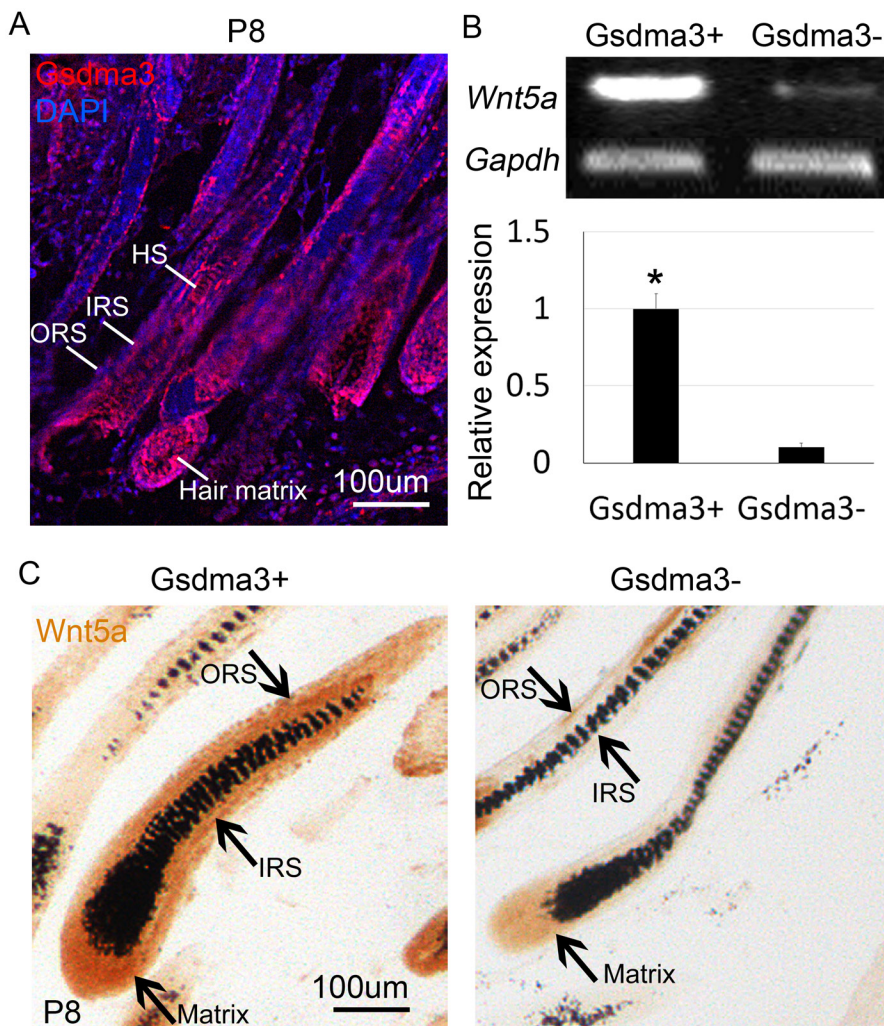 A
P8
Gsdma3
DAPI
HS
IRS
ORS
Hair matrix
100um
B
Gsdma3+ Gsdma3-
Wnt5a
Gapdh
Relative expression
1.5
1
0.5
0
*
Gsdma3+ Gsdma3-
C
Gsdma3+
Gsdma3-
Wnt5a
ORS
IRS
Matrix
P8
100um
ORS
IRS
Matrix